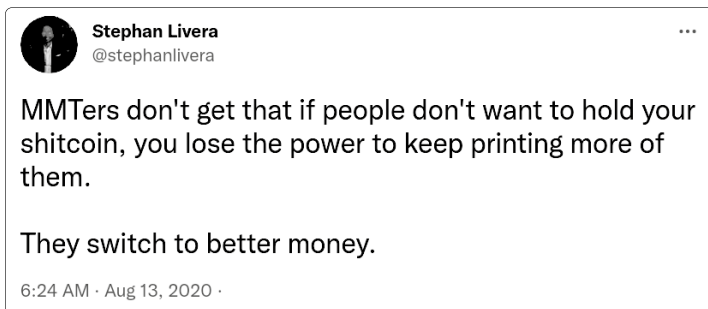 Stephan Livera
@stephanlivera
MMTers don't get that if people don't want to hold your
shitcoin, you lose the power to keep printing more of
them.
They switch to better money.
6:24 AM · Aug 13, 2020 ·